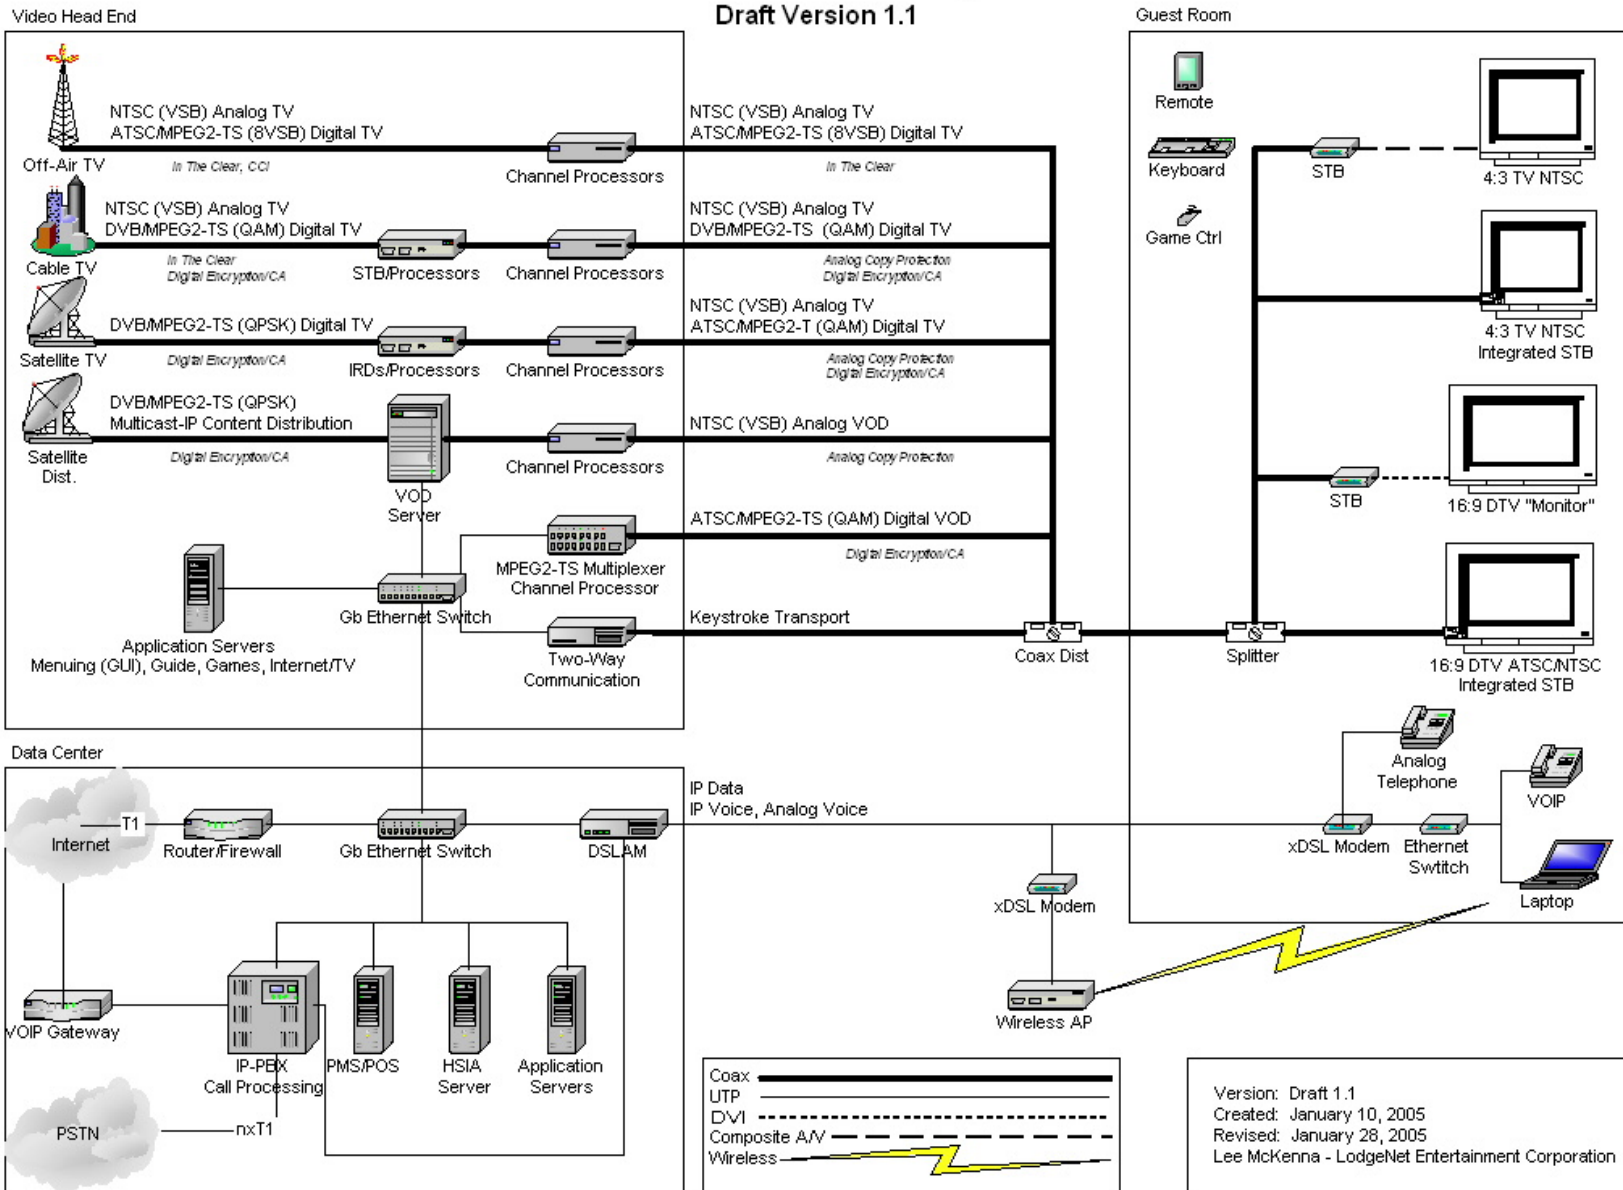 Draft Version 1.1
Video Head End
Off-Air TV
NTSC (VSB) Analog TV
ATSC/MPEG2-TS (8VSB) Digital TV
In The Clear, CCI
Channel Processors
NTSC (VSB) Analog TV
ATSC/MPEG2-TS (8VSB) Digital TV
In The Clear
Cable TV
NTSC (VSB) Analog TV
DVB/MPEG2-TS (QAM) Digital TV
In The Clear
Digital Encryption/CA
STB/Processors
Channel Processors
NTSC (VSB) Analog TV
DVB/MPEG2-TS (QAM) Digital TV
Analog Copy Protection
Digital Encryption/CA
Satellite TV
DVB/MPEG2-TS (QPSK) Digital TV
Digital Encryption/CA
IRDs/Processors
Channel Processors
NTSC (VSB) Analog TV
ATSC/MPEG2-T (QAM) Digital TV
Analog Copy Protection
Digital Encryption/CA
Satellite
Dist.
DVB/MPEG2-TS (QPSK)
Multicast-IP Content Distribution
Digital Encryption/CA
VOD
Server
Channel Processors
NTSC (VSB) Analog VOD
Analog Copy Protection
MPEG2-TS Multiplexer
Channel Processor
ATSC/MPEG2-TS (QAM) Digital VOD
Digital Encryption/CA
Gb Ethernet Switch
Application Servers
Menuing (GUI), Guide, Games, Internet/TV
Two-Way
Communication
Keystroke Transport
Coax Dist
Guest Room
Remote
Keyboard
Game Ctrl
STB
4:3 TV NTSC
4:3 TV NTSC
Integrated STB
STB
16:9 DTV "Monitor"
Splitter
16:9 DTV ATSC/NTSC
Integrated STB
Analog
Telephone
VOIP
xDSL Modem
Ethernet
Swtitch
Laptop
Data Center
Internet
T1
Router/Firewall
Gb Ethernet Switch
DSLAM
IP Data
IP Voice, Analog Voice
xDSL Modem
Wireless AP
VOIP Gateway
IP-PBX
Call Processing
PMS/POS
HSIA
Server
Application
Servers
PSTN
nxT1
Coax
UTP
DVI
Composite A/V
Wireless
Version: Draft 1.1
Created: January 10, 2005
Revised: January 28, 2005
Lee McKenna - LodgeNet Entertainment Corporation